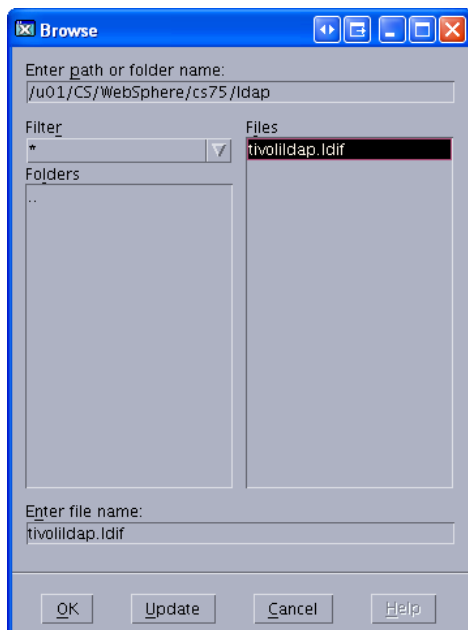 Browse
Enter path or folder name:
/u01/CS/WebSphere/cs75/ldap
Filter
*
Folders
..
Files
tivolildap.ldif
Enter file name:
tivolildap.ldif
OK
Update
Cancel
Help